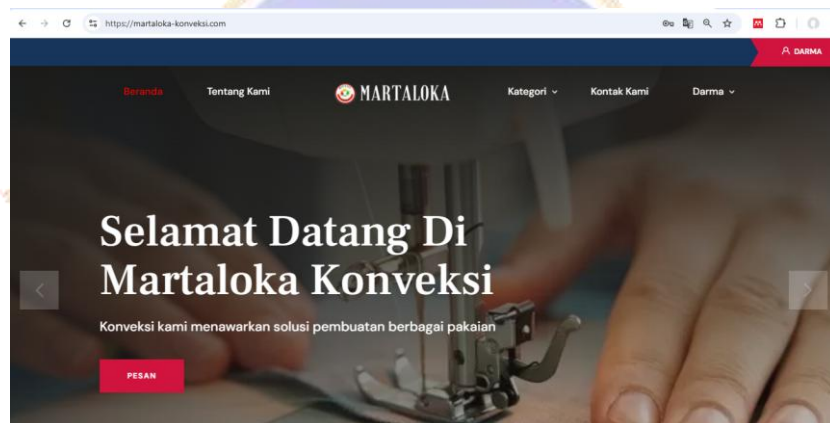 https://martaloka-konveksi.com
DARMA
Beranda Tentang Kami MARTALOKA Kategori Kontak Kami Darma
Selamat Datang Di
Martaloka Konveksi
Konveksi kami menawarkan solusi pembuatan berbagai pakaian
PESAN